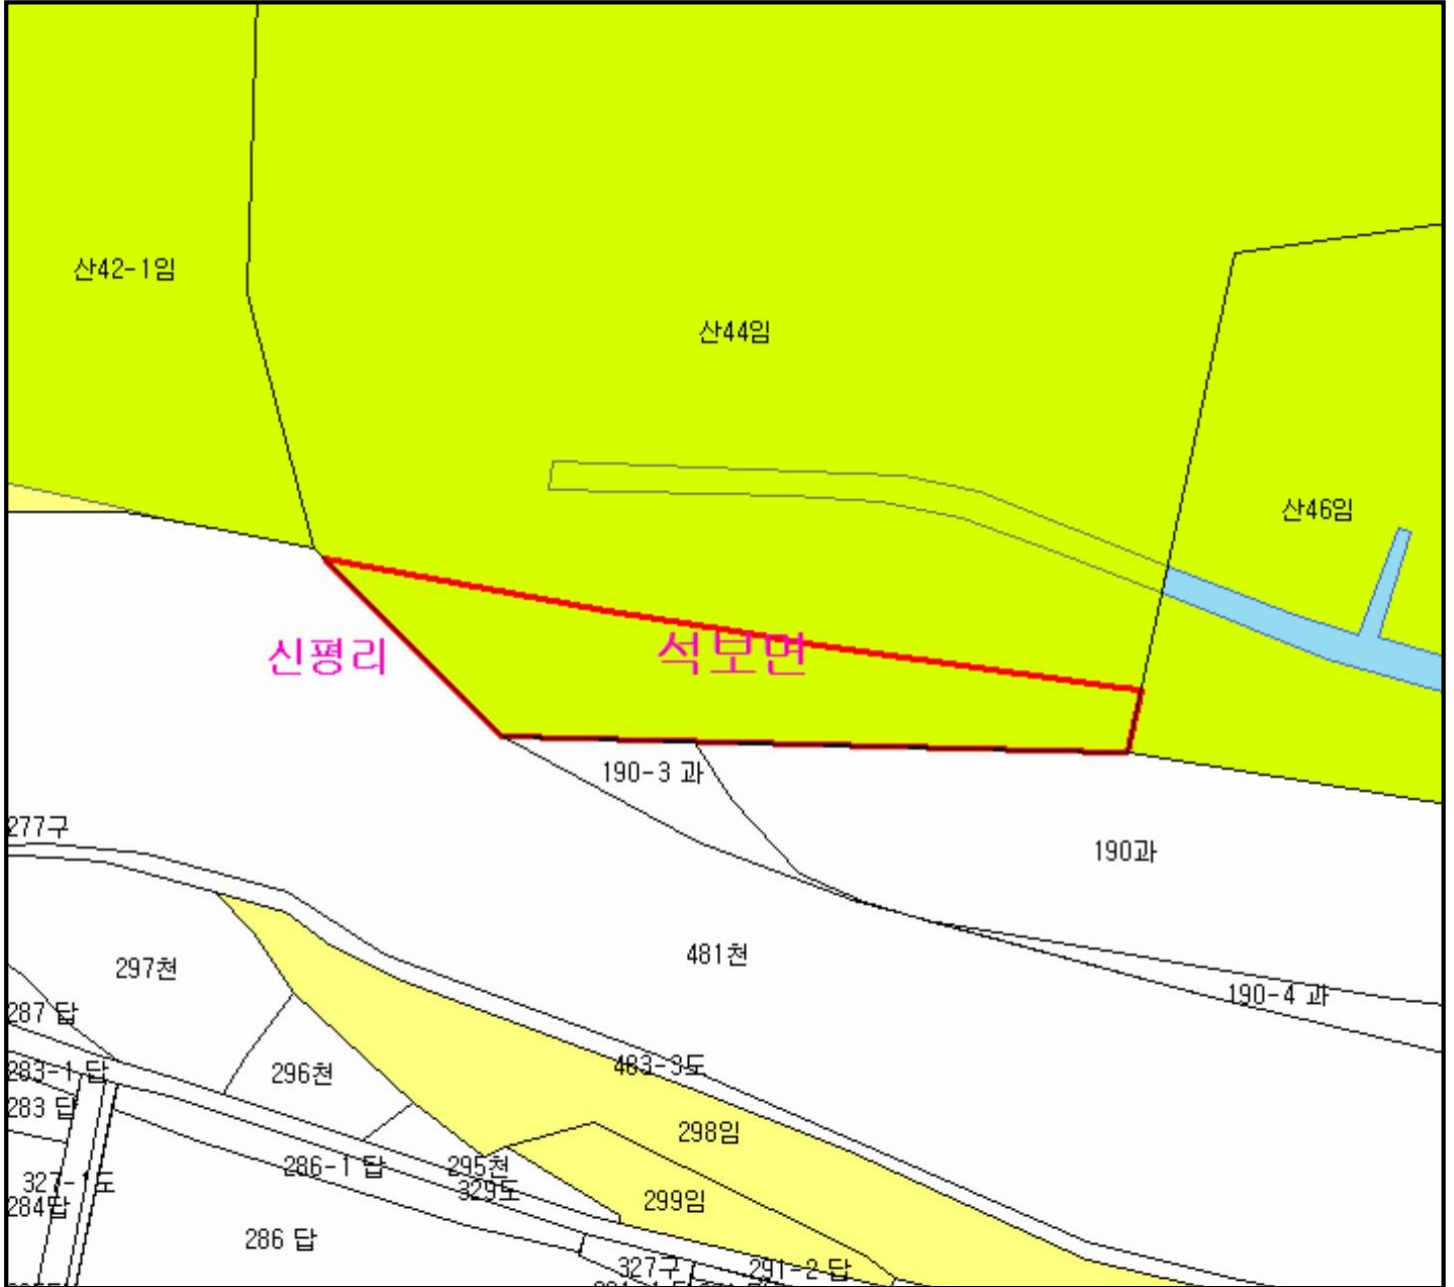 산42-1임
산44임
산46임
신평리
석보면
190-3 과
277구
190과
481천
297천
190-4 과
287 답
483-3도
283-1 답
296천
283 답
298임
286-1 답
295천
327-1도
329도
299임
284답
286 답
327구
291-2 답